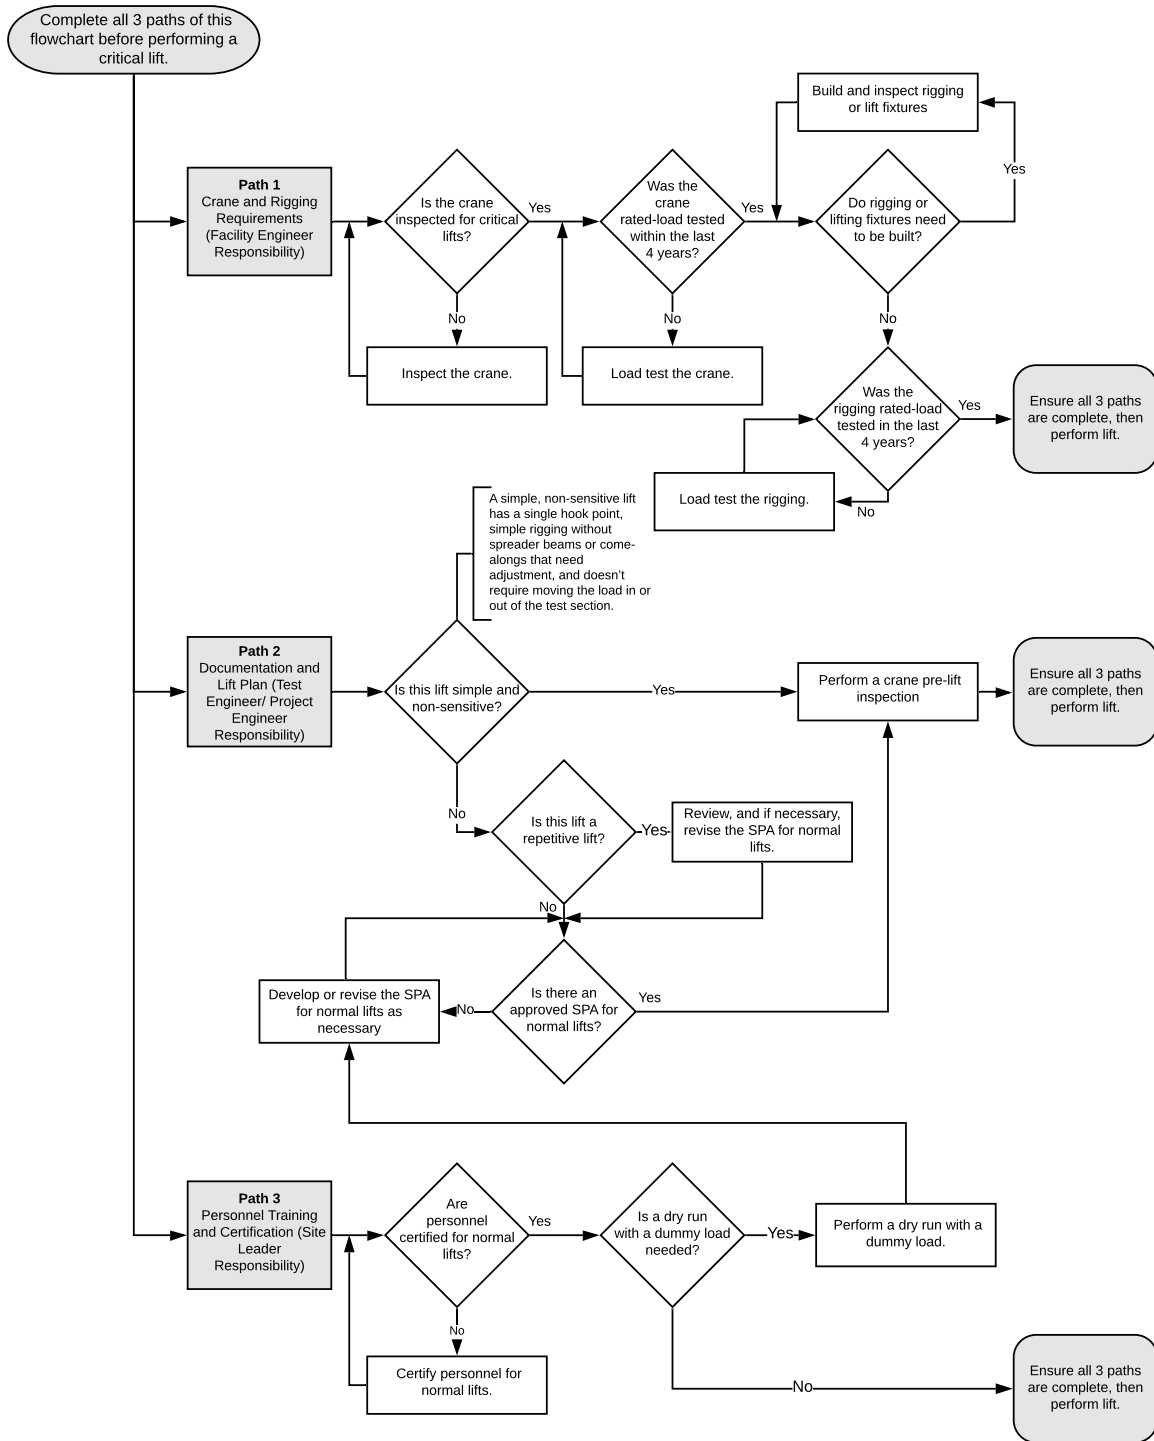 Complete all 3 paths of this
flowchart before performing a
critical lift.
Build and inspect rigging
or lift fixtures
Yes
Path 1
Crane and Rigging
Requirements
(Facility Engineer
Responsibility)
Is the crane
inspected for critical
lifts?
Yes
Was the
crane
rated-load tested
within the last
4 years?
Yes
Do rigging or
lifting fixtures need
to be built?
No
No
No
Inspect the crane.
Load test the crane.
Was the
rigging rated-load
tested in the last
4 years?
Yes
Ensure all 3 paths
are complete, then
perform lift.
Load test the rigging.
No
A simple, non-sensitive lift
has a single hook point,
simple rigging without
spreader beams or come-
alongs that need
adjustment, and doesn't
require moving the load in or
out of the test section.
Path 2
Documentation and
Lift Plan (Test
Engineer/ Project
Engineer
Responsibility)
Is this lift simple and
non-sensitive?
Yes
Perform a crane pre-lift
inspection
Ensure all 3 paths
are complete, then
perform lift.
No
Is this lift a
repetitive lift?
Yes
Review, and if necessary,
revise the SPA for normal
lifts.
No
Develop or revise the SPA
for normal lifts as
necessary
No
Is there an
approved SPA for
normal lifts?
Yes
Path 3
Personnel Training
and Certification (Site
Leader
Responsibility)
Are
personnel
certified for normal
lifts?
Yes
Is a dry run
with a dummy load
needed?
Yes
Perform a dry run with a
dummy load.
No
Certify personnel for
normal lifts.
No
Ensure all 3 paths
are complete, then
perform lift.